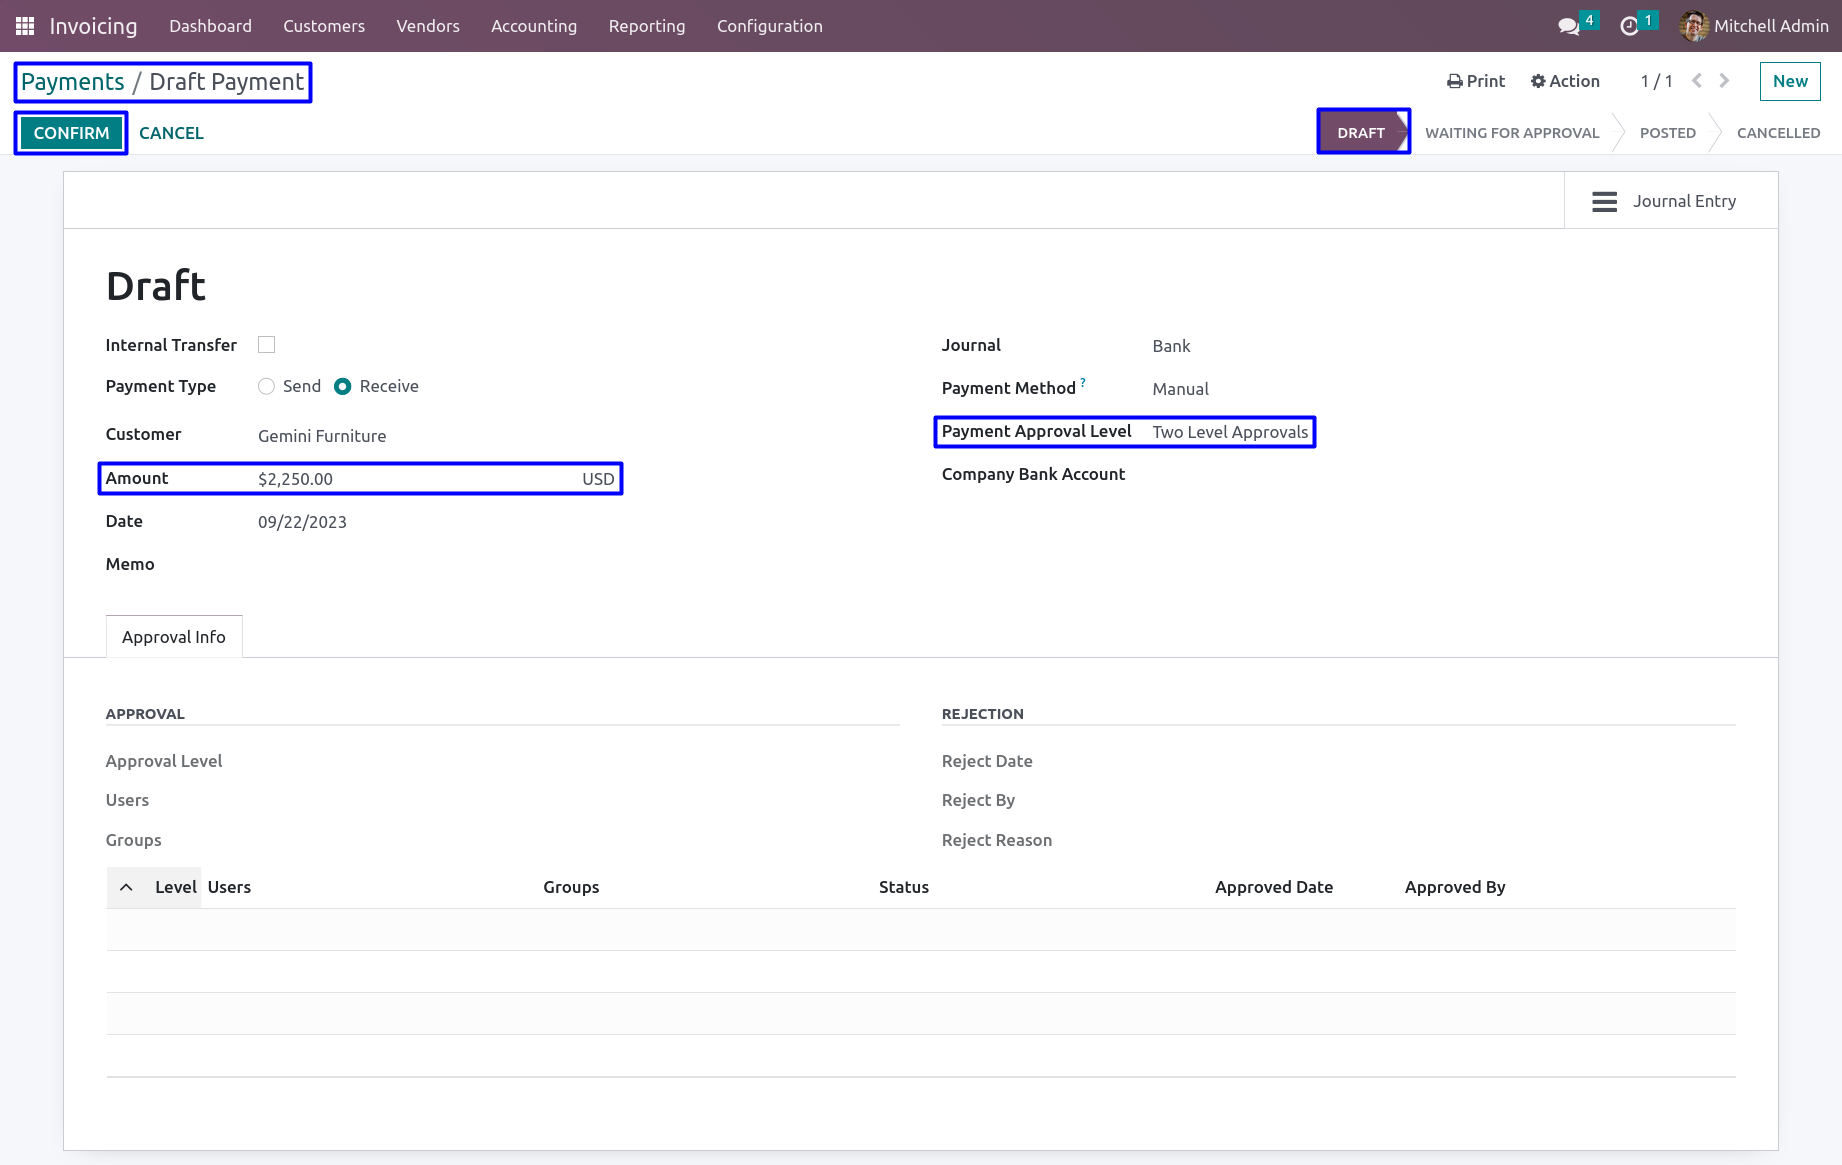 Invoicing Dashboard Customers Vendors Accounting Reporting Configuration 4 1 Mitchell Admin
Payments / Draft Payment Print Action 1 / 1 New
CONFIRM CANCEL DRAFT WAITING FOR APPROVAL POSTED CANCELLED
Journal Entry
Draft
Internal Transfer Journal Bank
Payment Type Send Receive Payment Method ? Manual
Customer Gemini Furniture Payment Approval Level Two Level Approvals
Amount $2,250.00 USD Company Bank Account
Date 09/22/2023
Memo
Approval Info
APPROVAL REJECTION
Approval Level Reject Date
Users Reject By
Groups Reject Reason
Level Users Groups Status Approved Date Approved By